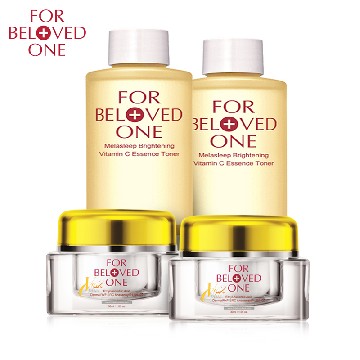 FOR
BELOVED
ONE
FOR
BELOVED
ONE
Melasleep Brightening
Vitamin C Essence Toner
FOR
BELOVED
ONE
Melasleep Brightening
Vitamin C Essence Toner
FOR
BELOVED
ONE
FOR
BELOVED
ONE